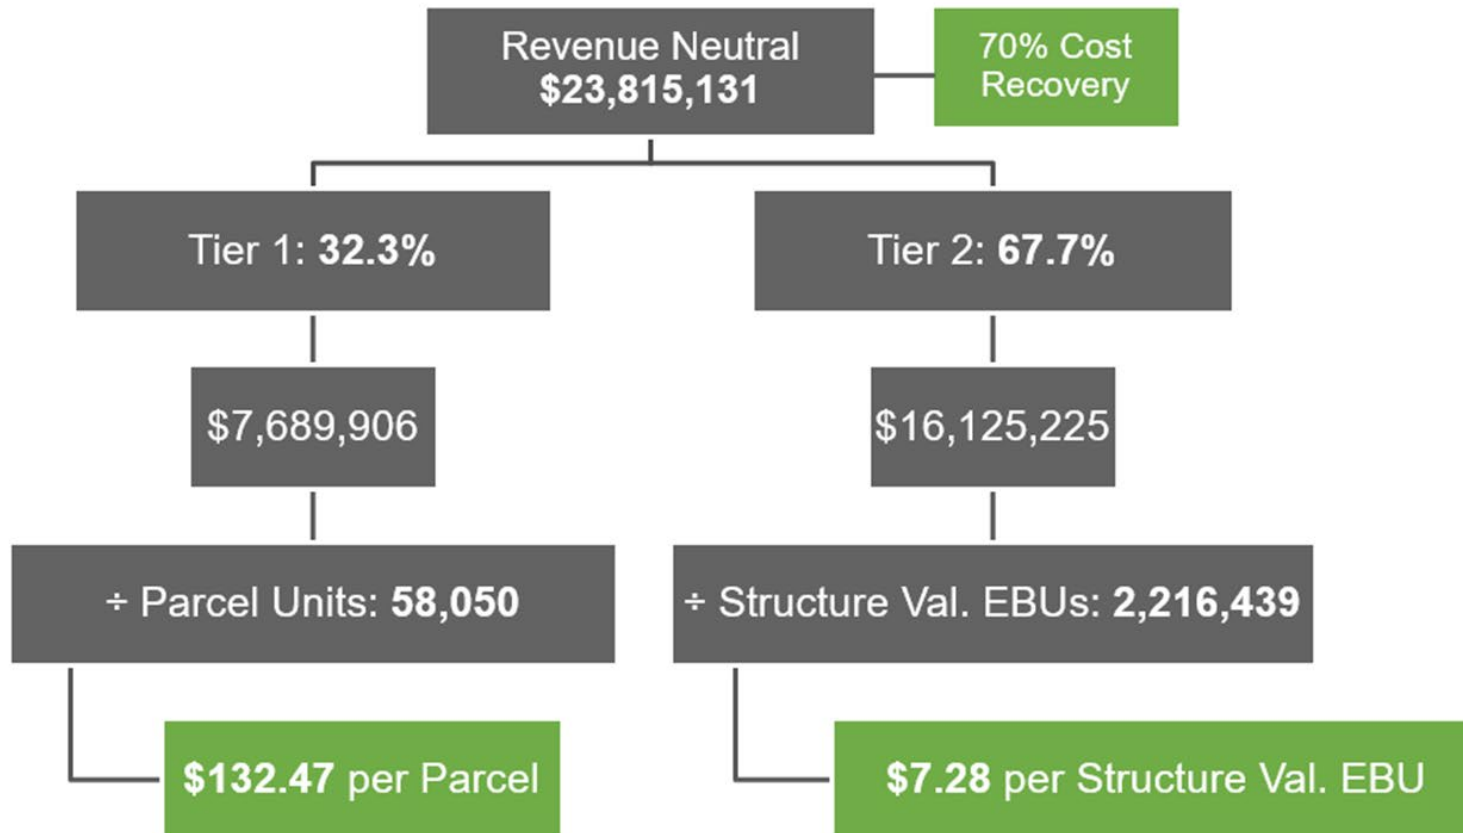 Revenue Neutral
$23,815,131
70% Cost
Recovery
Tier 1: 32.3%
Tier 2: 67.7%
$7,689,906
$16,125,225
÷ Parcel Units: 58,050
÷ Structure Val. EBUs: 2,216,439
$132.47 per Parcel
$7.28 per Structure Val. EBU